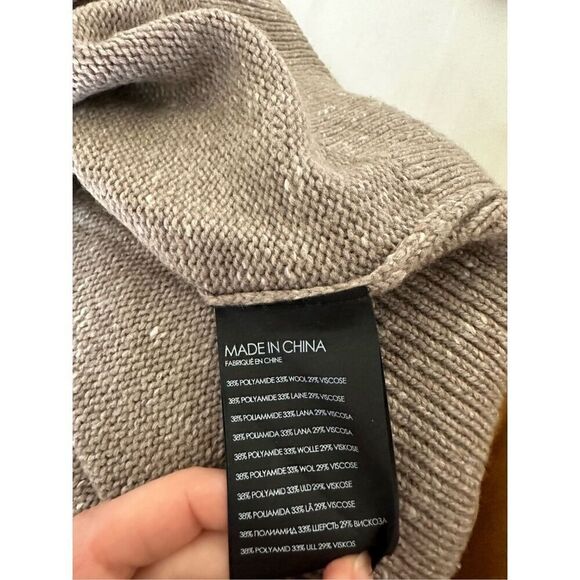 MADE IN CHINA
FABRIQUÉ EN CHINE
38% POLYAMIDE 33% WOOL 29% VISCOSE
38% POLYAMIDE 33% LAINE 29% VISCOSE
38% POLIAMMIDE 33% LANA 29% VISCOSA
38% POLIAMIDA 33% LANA 29% VISCOSA
38% POLYAMIDE 33% WOLLE 29% VISKOSE
38% POLYAMIDE 33% WOL 29% VISCOSE
38% POLYAMID 33% ULD 29% VISKOSE
38% POLIAMIDA 33% LÃ 29% VISCOSE
38% ПОЛИАМИД 33% ШЕРСТЬ 29% ВИСКОЗА
38% POLYAMID 33% ULL 29% VISKOS